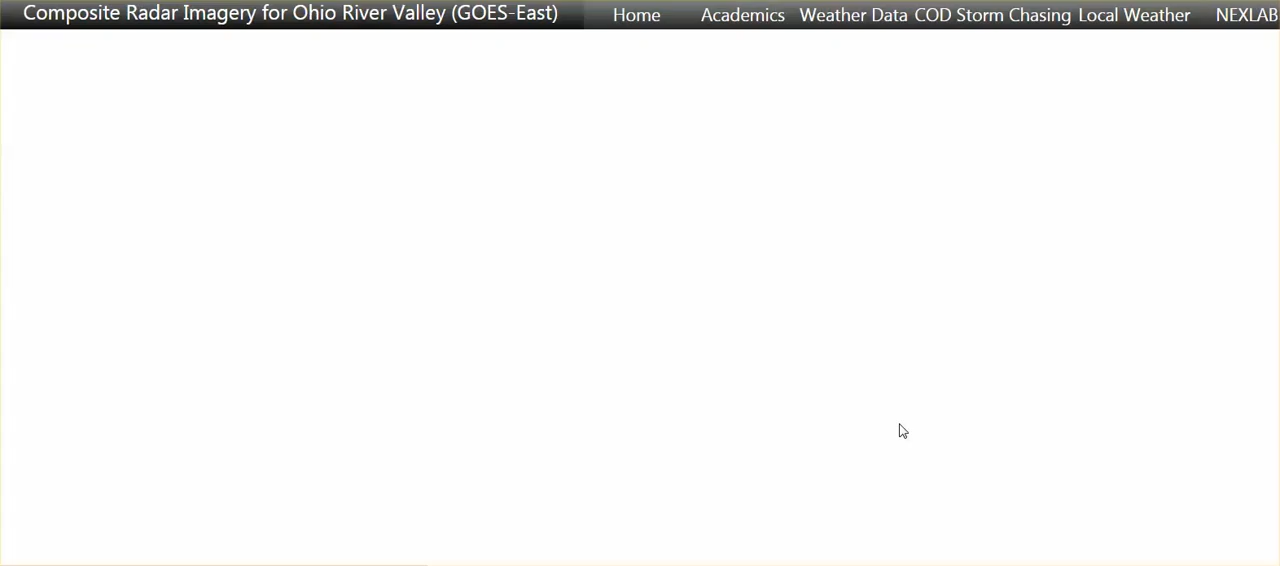 Composite Radar Imagery for Ohio River Valley (GOES-East) Home Academics Weather Data COD Storm Chasing Local Weather NEXLAB